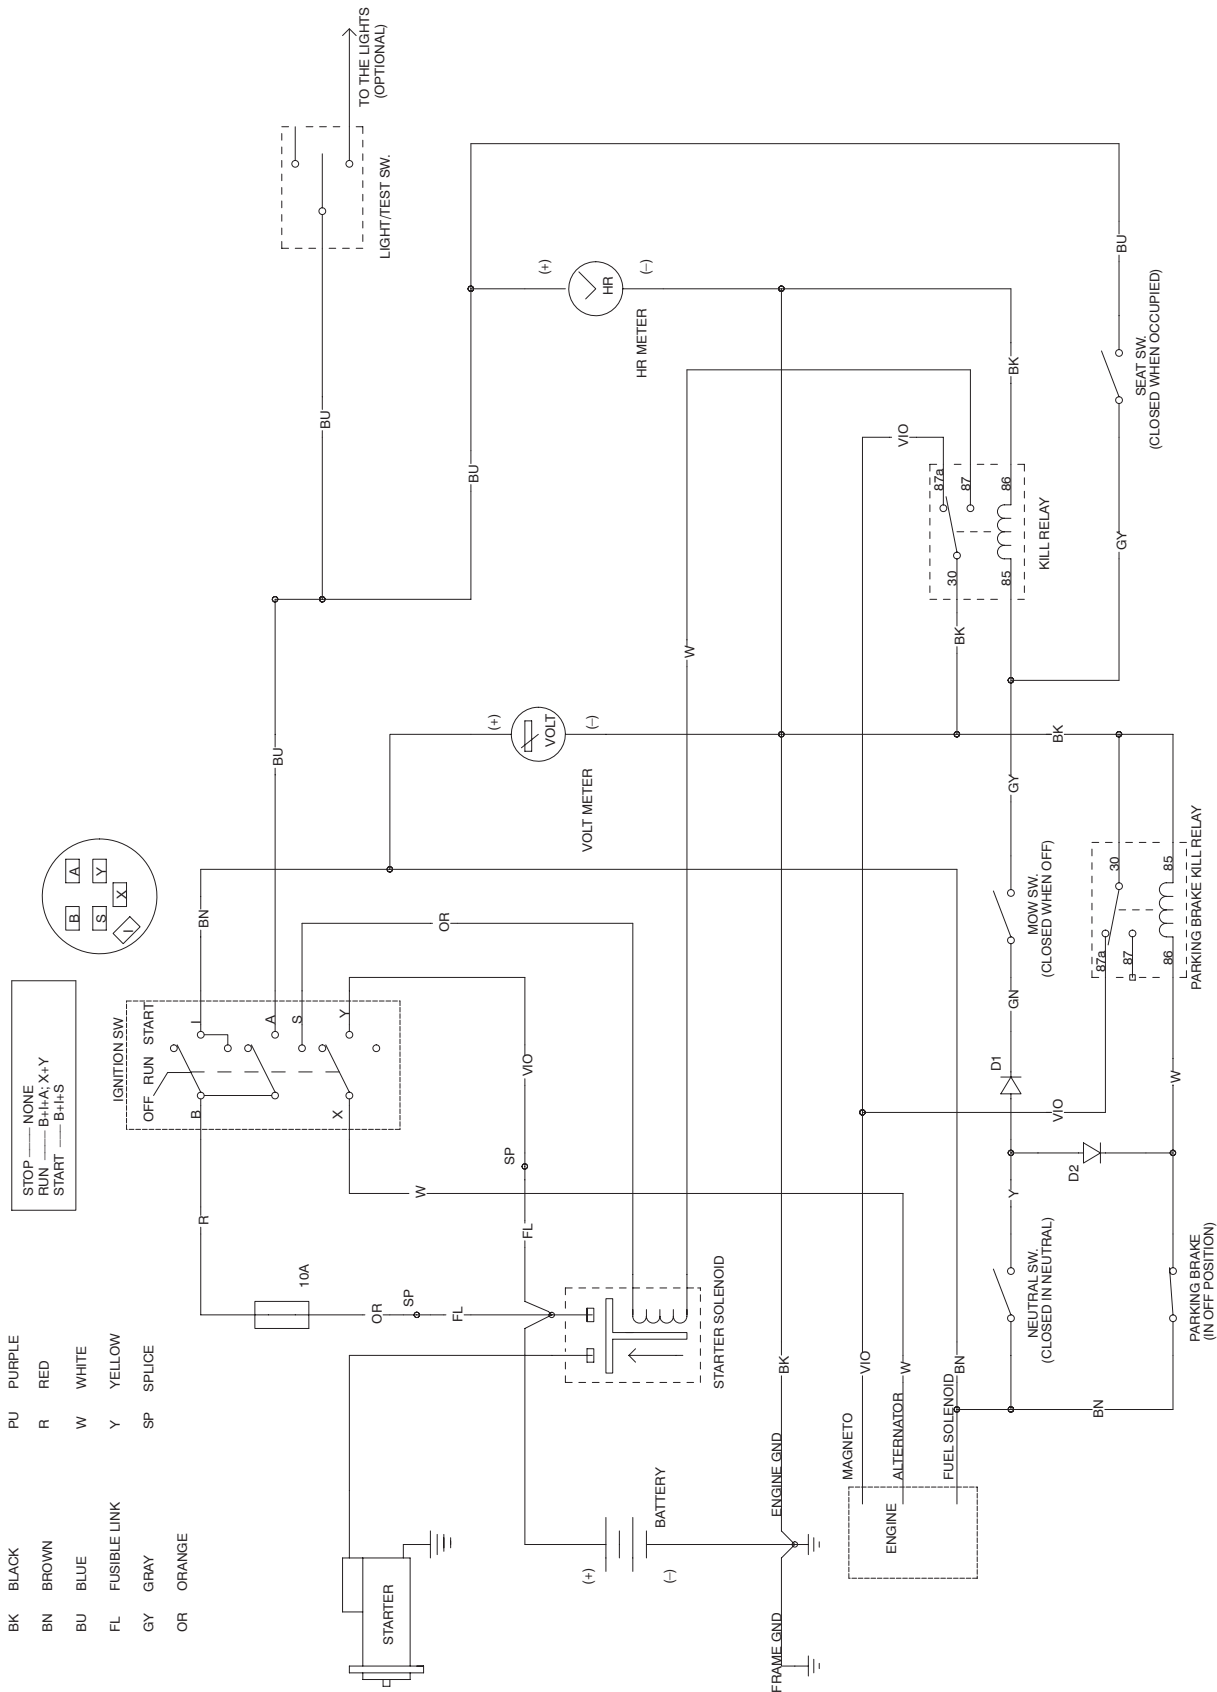 BK BLACK
BN BROWN
BU BLUE
FL FUSIBLE LINK
GY GRAY
OR ORANGE
PU PURPLE
R RED
W WHITE
Y YELLOW
SP SPLICE
STOP NONE
RUN B+I+A; X+Y
START B+I+S
B
A
S
Y
I
X
IGNITION SW
OFF RUN START
B
I
A
S
X
Y
R
BN
10A
OR
SP
FL
SP
FL
VIO
W
OR
BU
BU
BU
LIGHT/TEST SW.
TO THE LIGHTS
(OPTIONAL)
STARTER
STARTER SOLENOID
(+)
(–)
BATTERY
(+)
(–)
VOLT
VOLT METER
(+)
(–)
HR
HR METER
W
FRAME GND
ENGINE GND
BK
ENGINE
MAGNETO
ALTERNATOR
FUEL SOLENOID
VIO
W
BN
VIO
87a
87
86
30
85
KILL RELAY
BK
BK
BK
BU
SEAT SW.
(CLOSED WHEN OCCUPIED)
GY
GY
MOW SW.
(CLOSED WHEN OFF)
GN
D1
VIO
D2
Y
NEUTRAL SW.
(CLOSED IN NEUTRAL)
BN
PARKING BRAKE
(IN OFF POSITION)
W
87a
87
86
30
85
PARKING BRAKE KILL RELAY